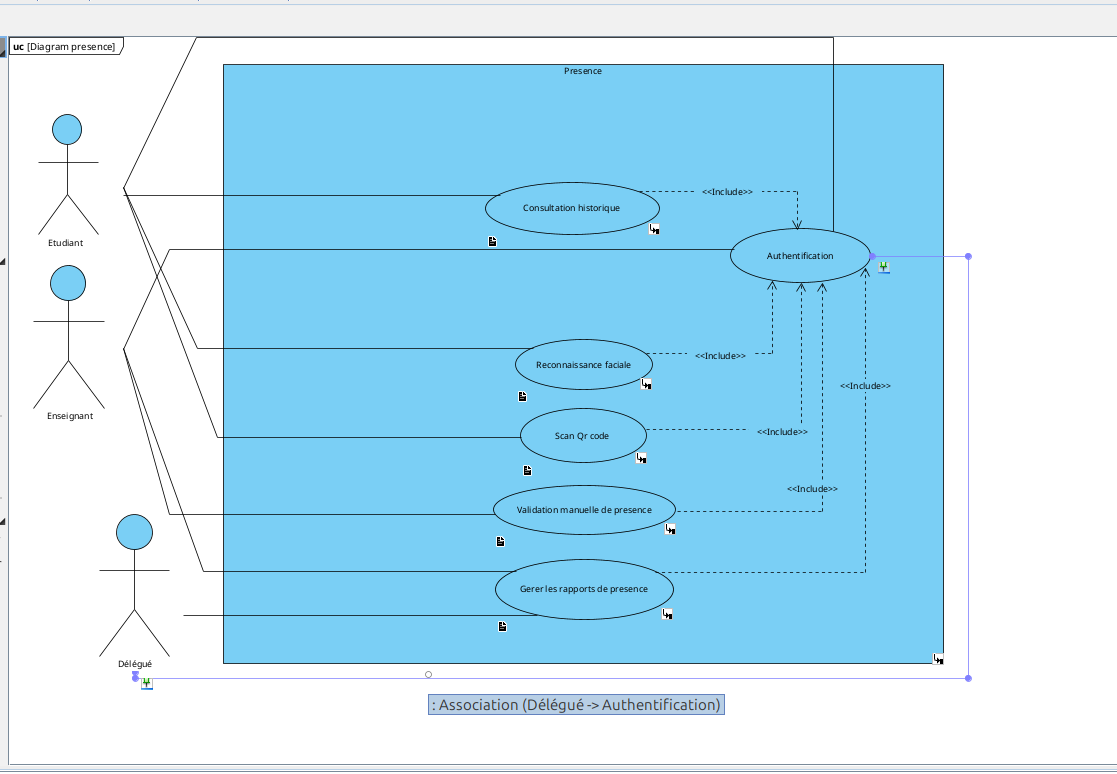 uc [Diagram presence]
Presence
Etudiant
Consultation historique
<<Include>>
Authentification
Enseignant
Reconnaissance faciale
<<Include>>
<<Include>>
Scan Qr code
<<Include>>
<<Include>>
Validation manuelle de presence
Gerer les rapports de presence
Délégué
: Association (Délégué -> Authentification)